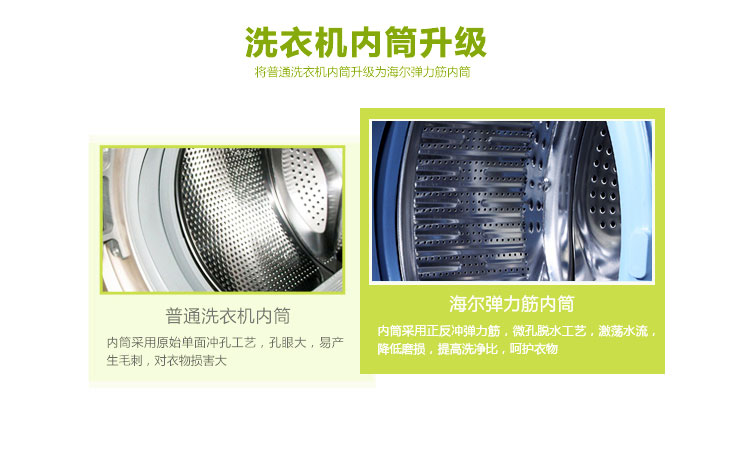 洗衣机内筒升级
将普通洗衣机内筒升级为海尔弹力筋内筒
普通洗衣机内筒
内筒采用原始单面冲孔工艺，孔眼大，易产
生毛刺，对衣物损害大
海尔弹力筋内筒
内筒采用正反冲弹力筋，微孔脱水工艺，激荡水流，
降低磨损，提高洗净比，呵护衣物